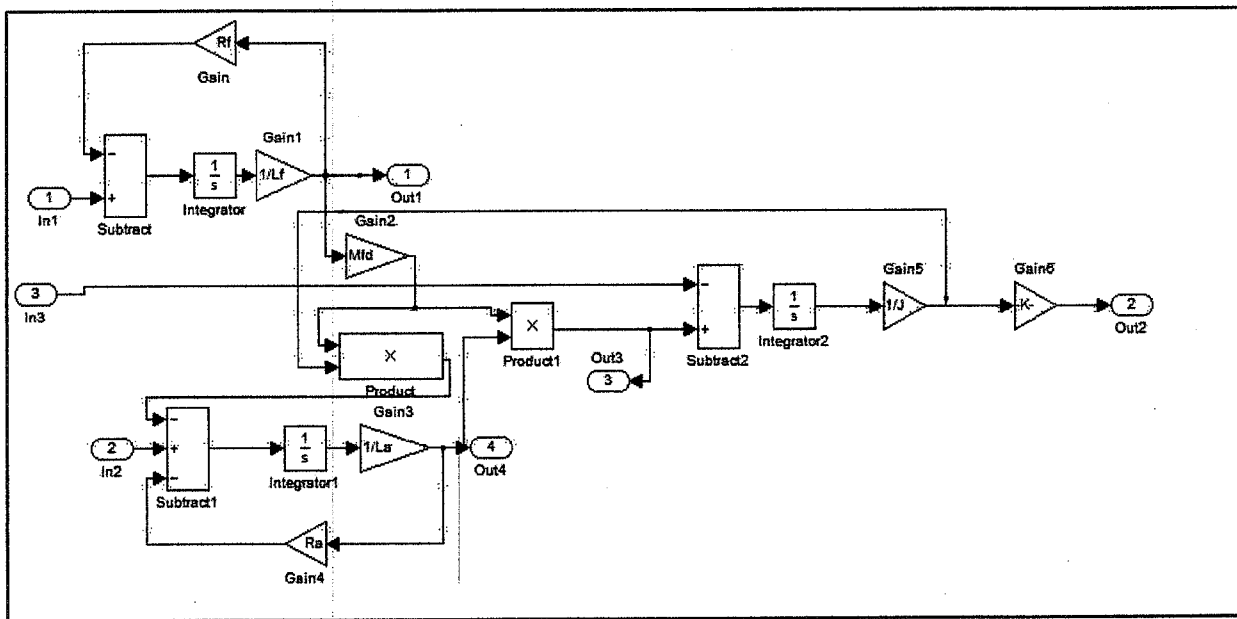 Rf
Gain
Gain1
−
+
1
s
1/Lf
1
In1
Subtract
Integrator
1
Out1
Gain2
Mfd
3
In3
×
Product
×
Product1
Out3
3
−
+
Subtract2
1
s
Integrator2
Gain5
1/J
Gain6
-K-
2
Out2
Gain3
−
+
−
2
In2
Subtract1
1
s
Integrator1
1/La
4
Out4
Ra
Gain4